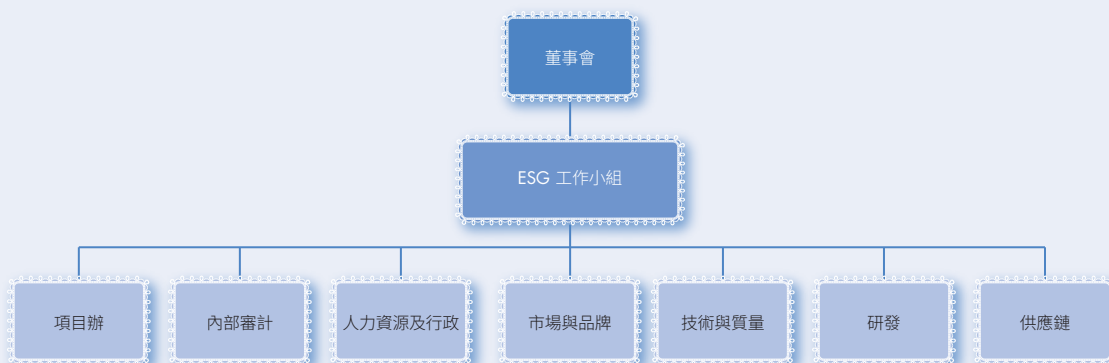 董事會
ESG 工作小組
項目辦
內部審計
人力資源及行政
市場與品牌
技術與質量
研發
供應鏈